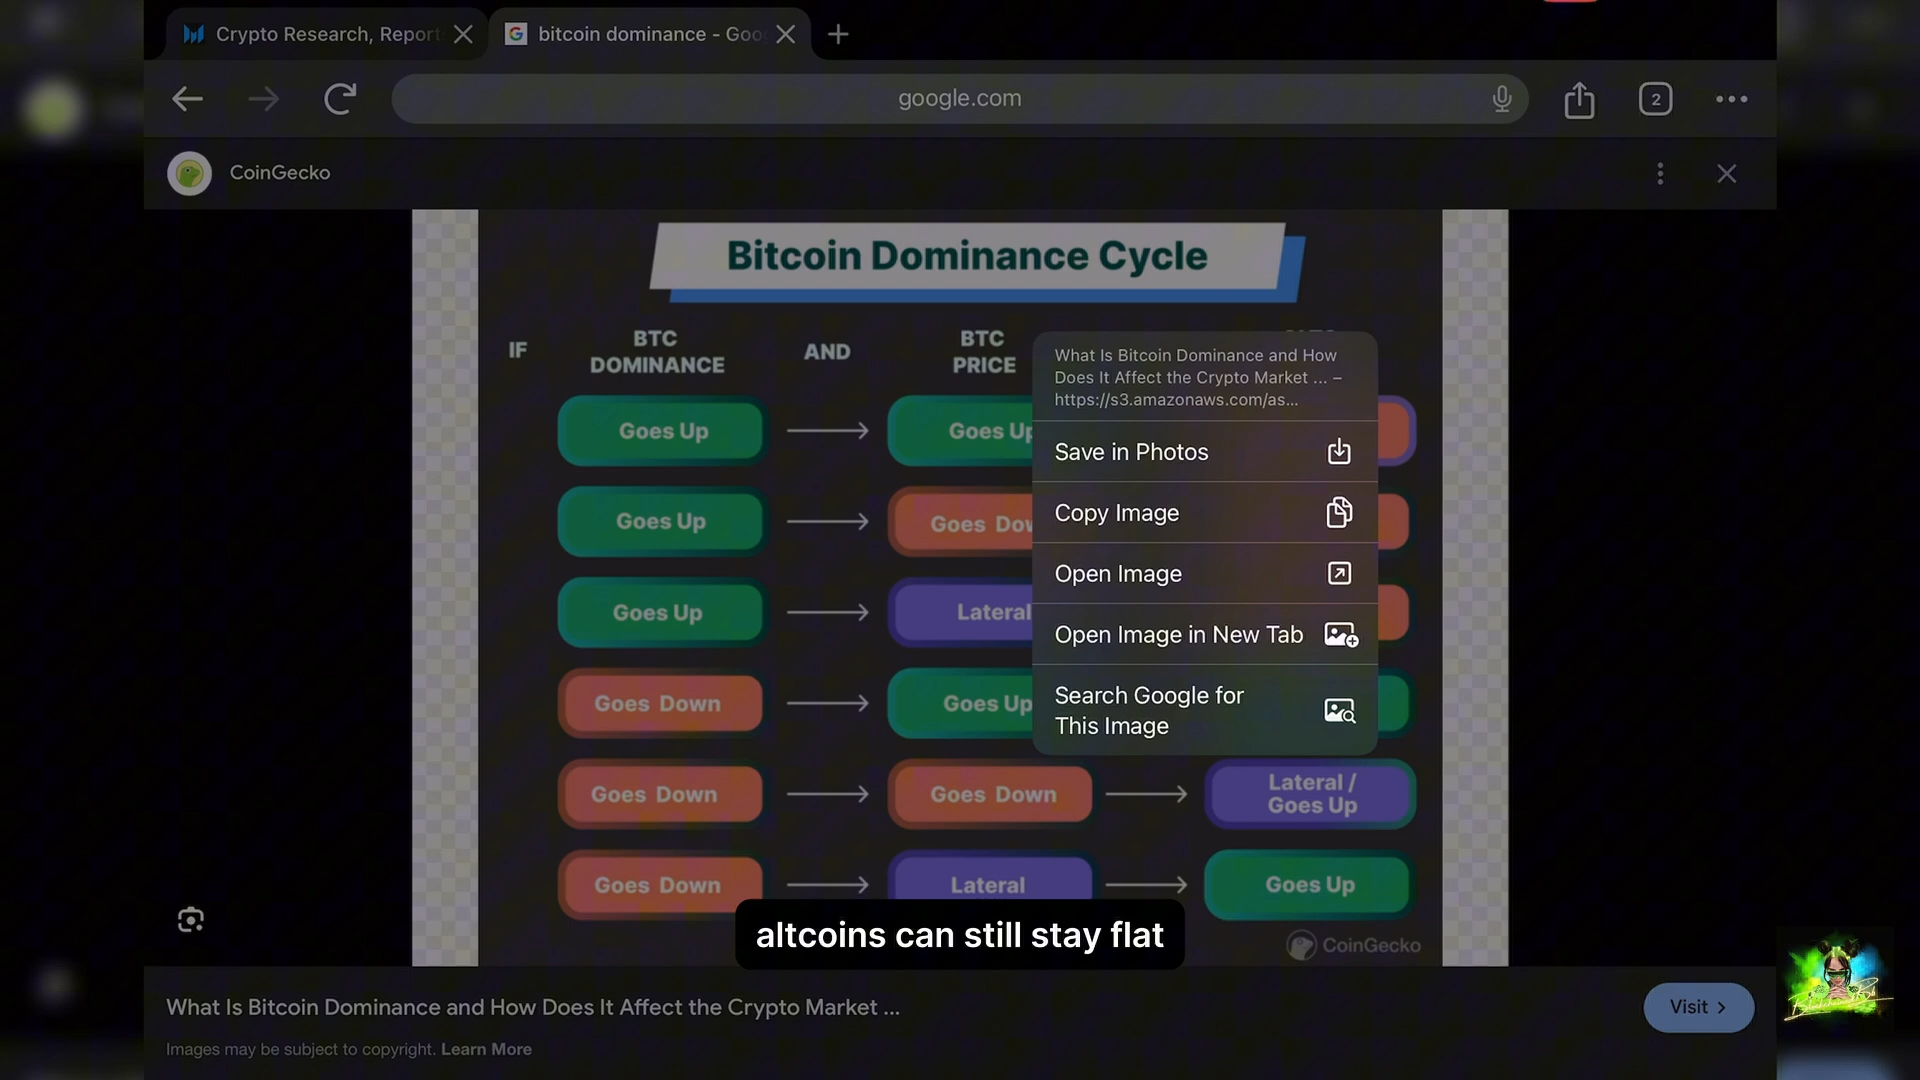 Crypto Research, Report
bitcoin dominance - Goo
google.com
2
CoinGecko
Bitcoin Dominance Cycle
IF
BTC
DOMINANCE
AND
BTC
PRICE
Goes Up
Goes Up
Goes Up
Goes Dow
Goes Up
Lateral
Goes Down
Goes Up
Goes Down
Goes Down
Lateral /
Goes Up
Goes Down
Lateral
Goes Up
What Is Bitcoin Dominance and How
Does It Affect the Crypto Market ... –
https://s3.amazonaws.com/as...
Save in Photos
Copy Image
Open Image
Open Image in New Tab
Search Google for
This Image
altcoins can still stay flat
CoinGecko
What Is Bitcoin Dominance and How Does It Affect the Crypto Market ...
Visit
Images may be subject to copyright. Learn More